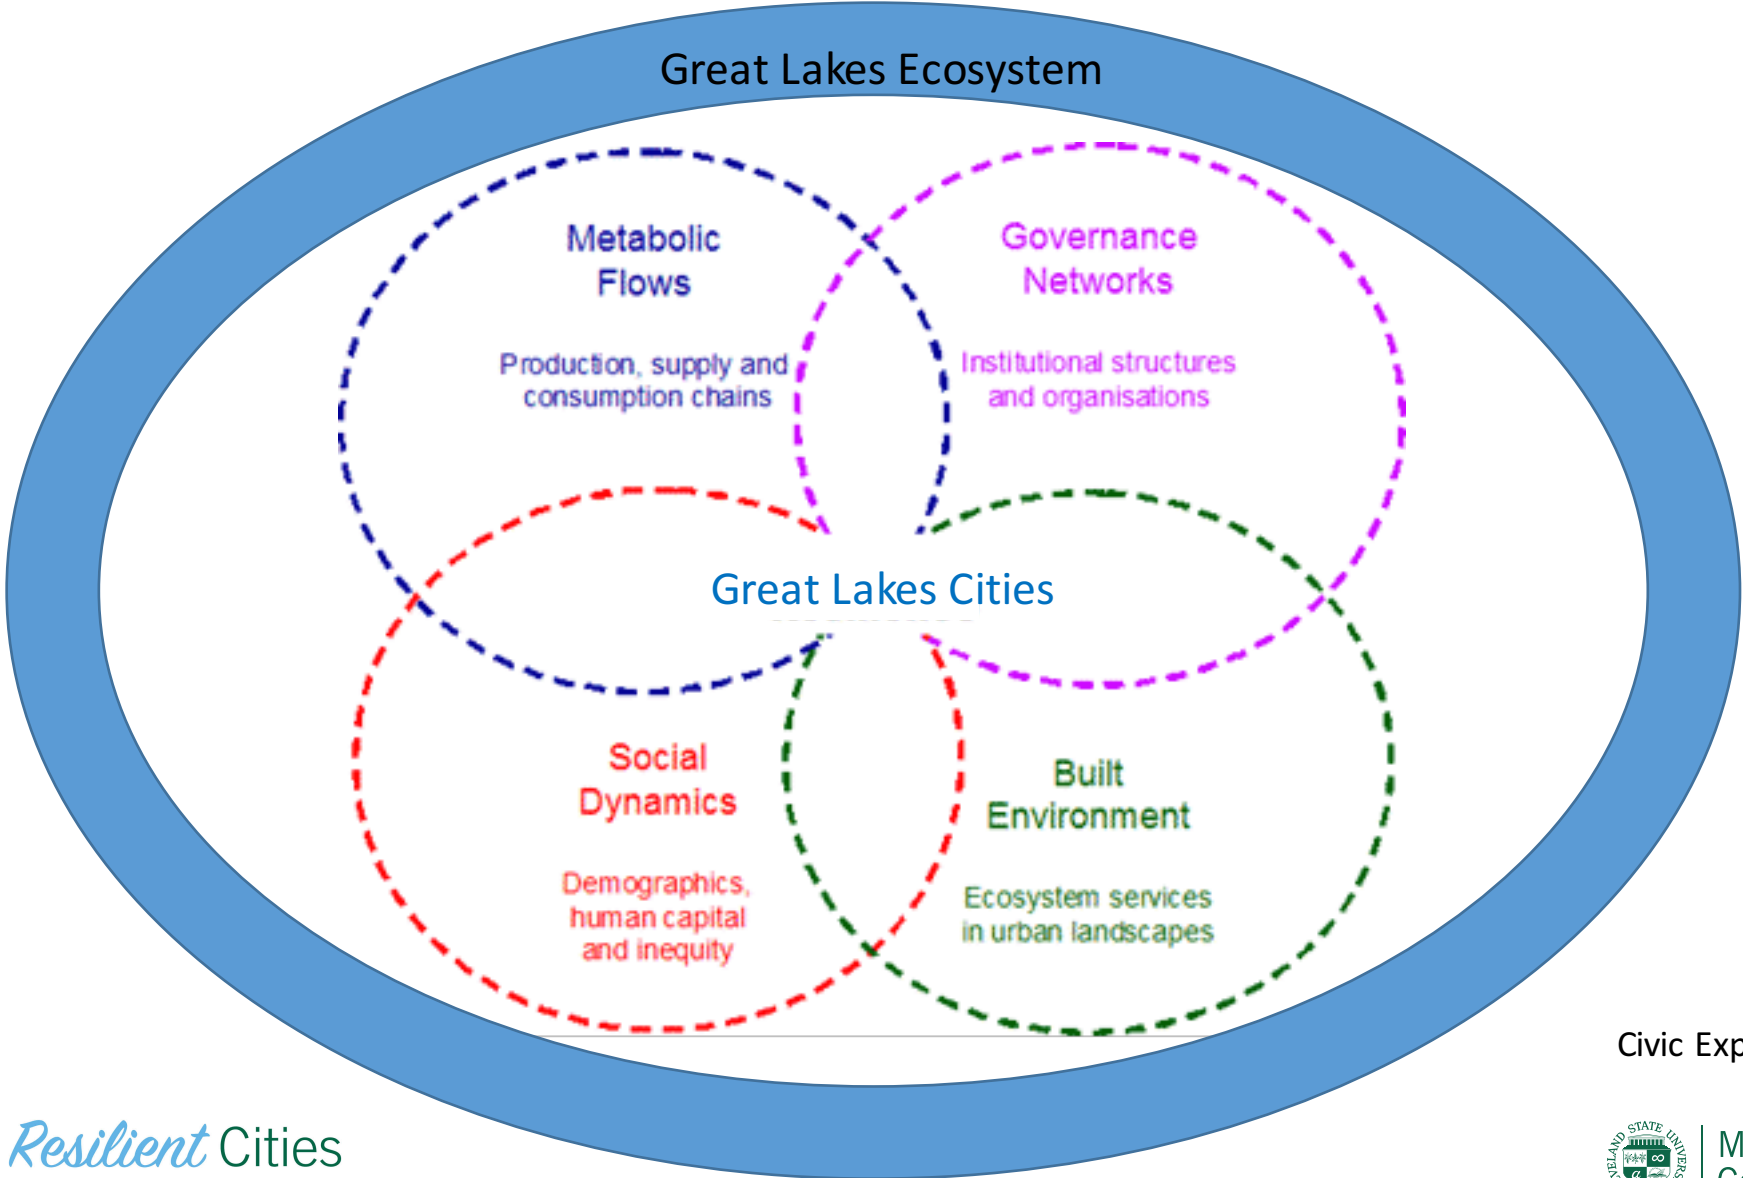 Great Lakes Ecosystem
Metabolic
Flows
Production, supply and
consumption chains
Governance
Networks
Institutional structures
and organisations
Great Lakes Cities
Social
Dynamics
Demographics,
human capital
and inequity
Built
Environment
Ecosystem services
in urban landscapes
Civic Exp
Resilient Cities
STATE
M